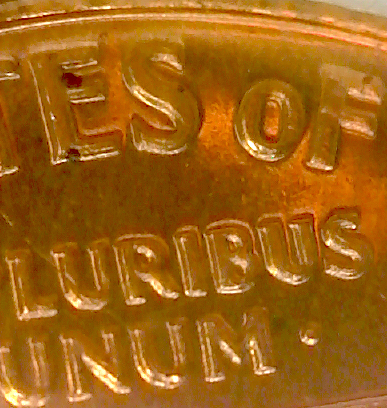 TES OF
LURIBUS
UNUM ·